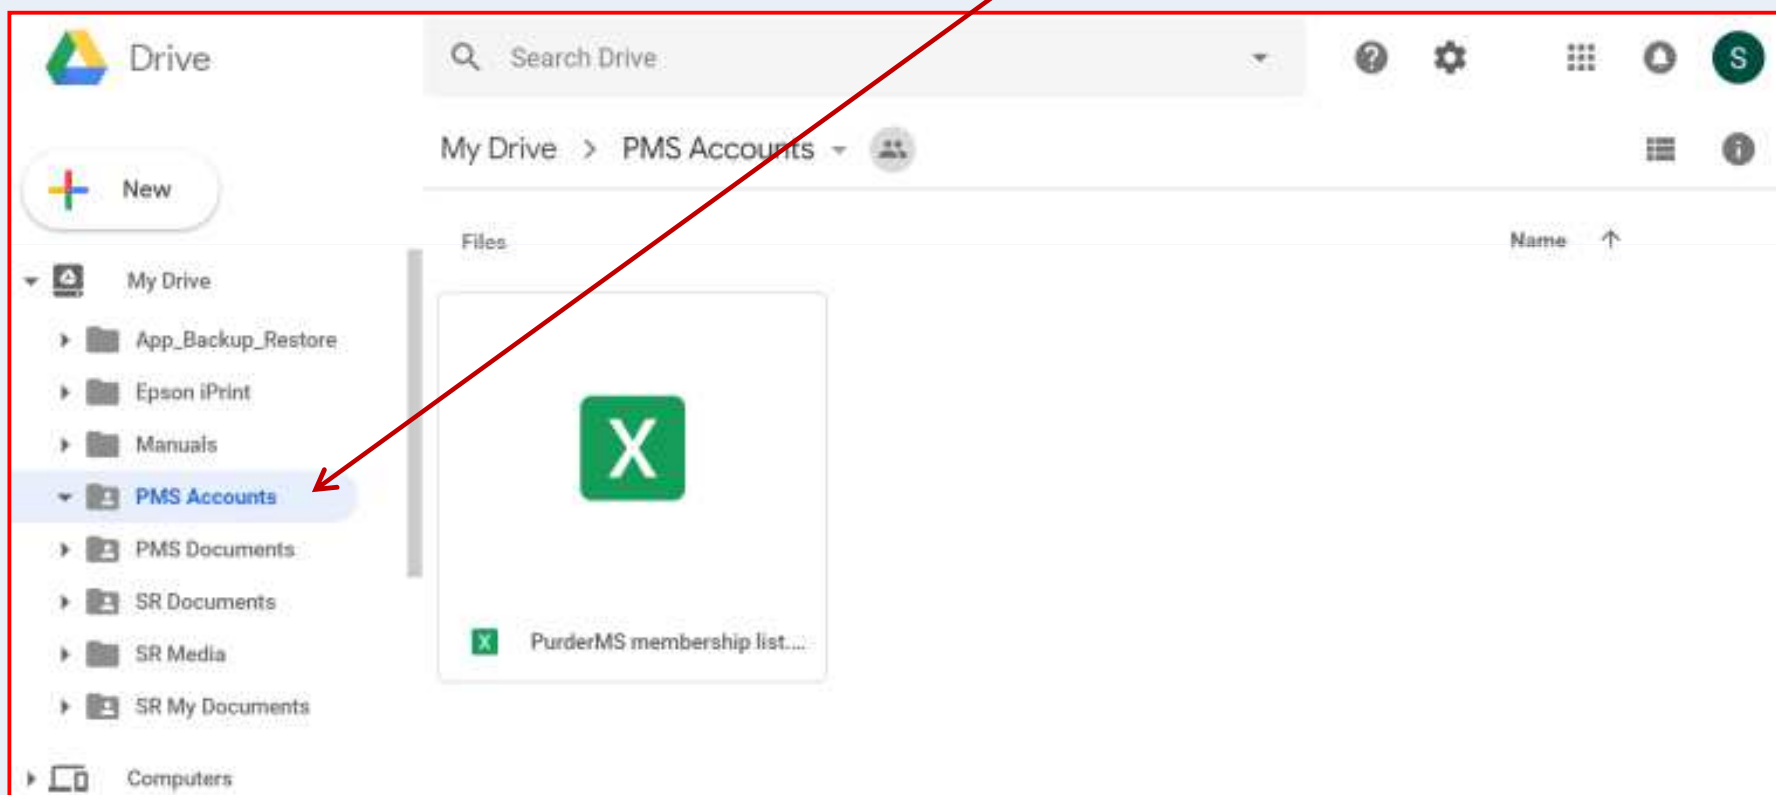 Drive
Search Drive
S
My Drive > PMS Accounts
New
Files
Name
My Drive
App_Backup_Restore
Epson iPrint
Manuals
PMS Accounts
PMS Documents
SR Documents
SR Media
SR My Documents
Computers
X
X PurderMS membership list....